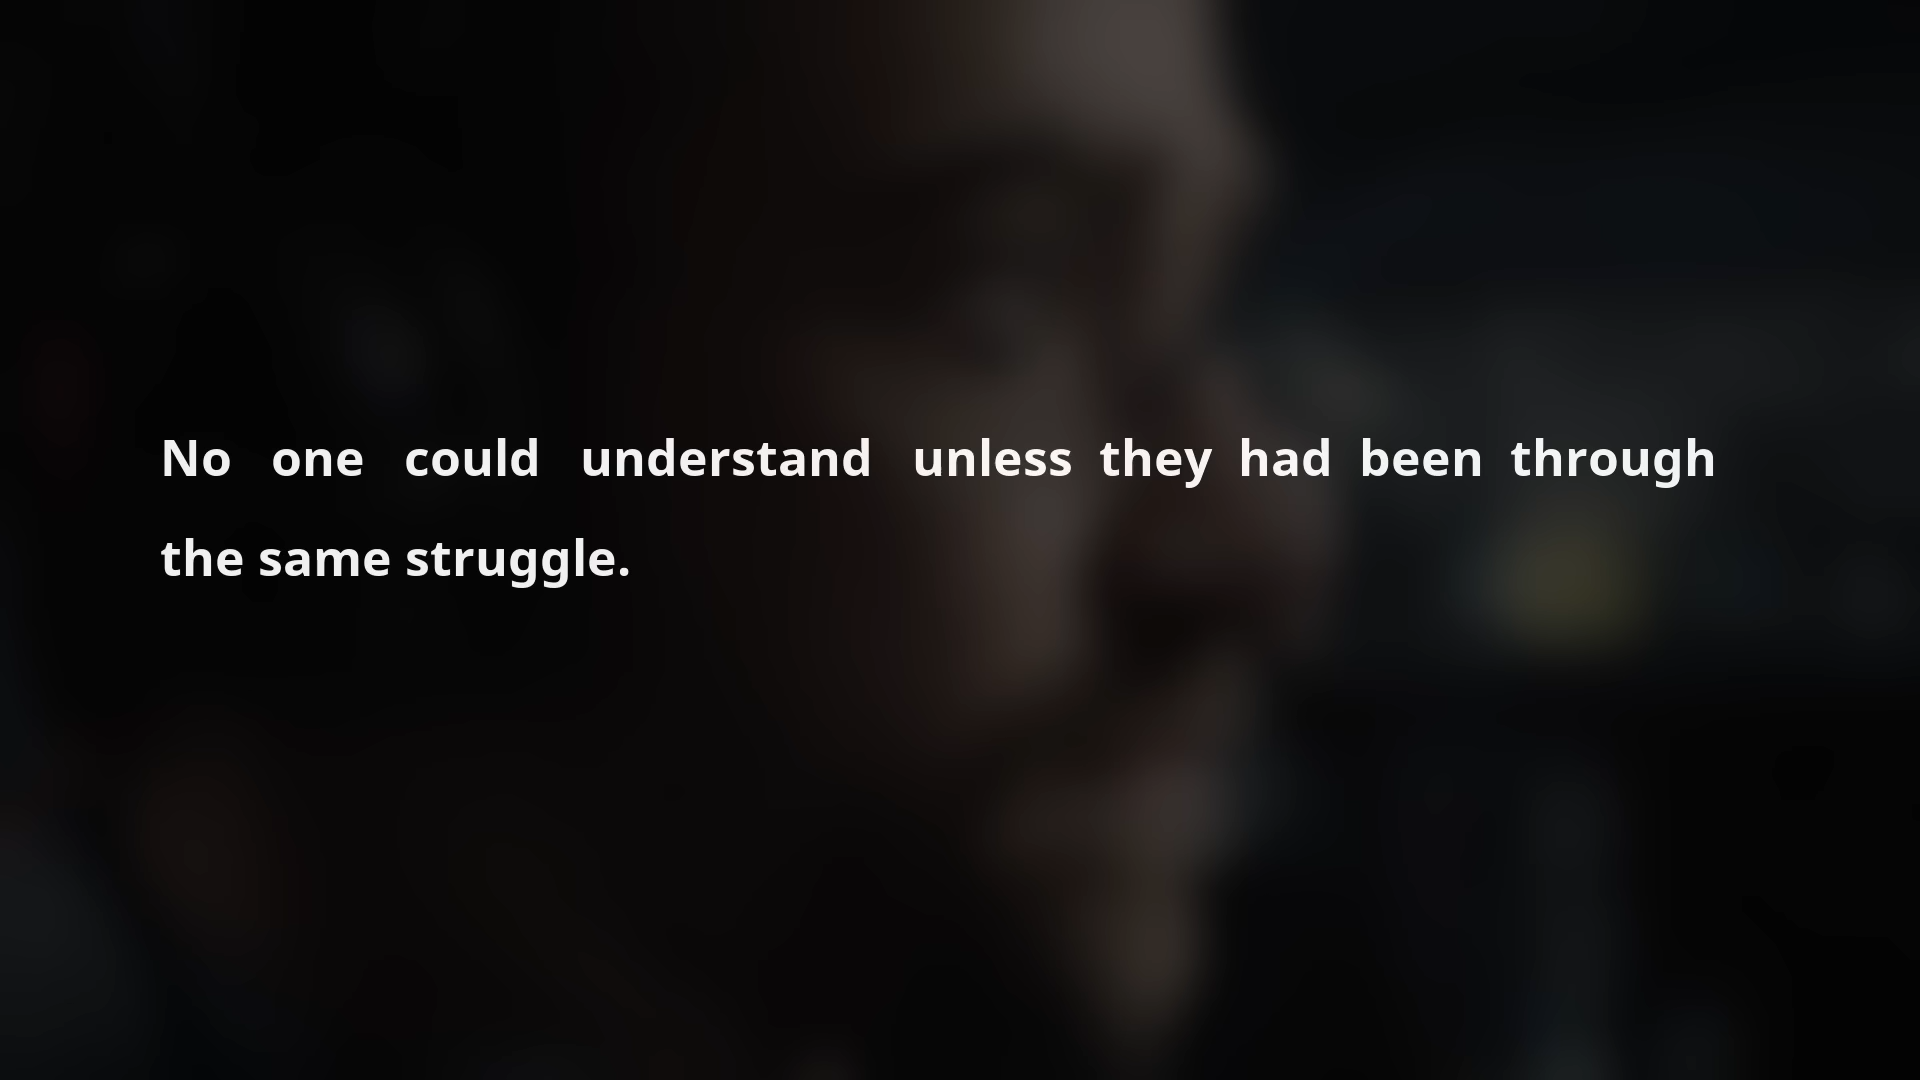 No one could understand unless they had been through
the same struggle.